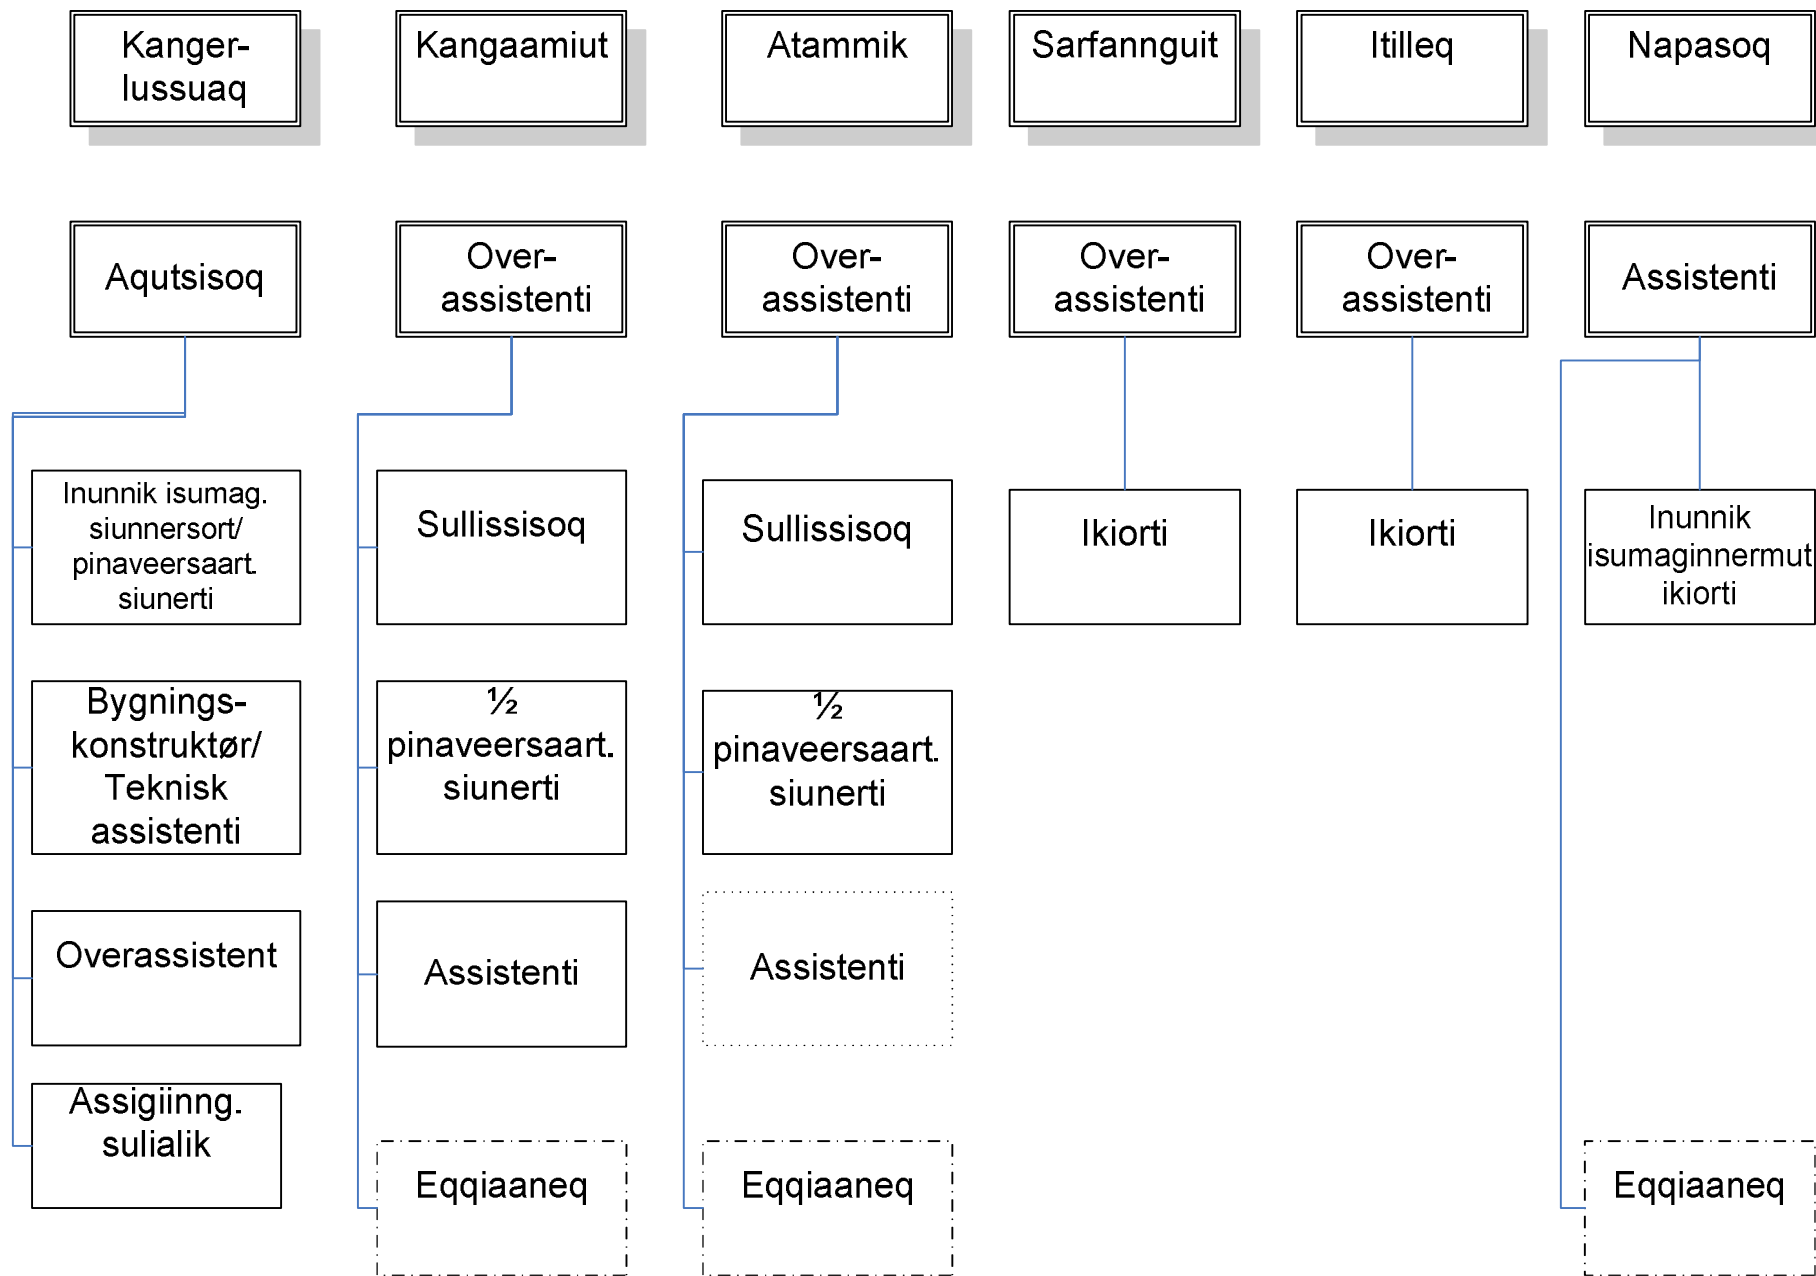 Kanger-
lussuaq
Kangaamiut
Atammik
Sarfannguit
Itilleq
Napasoq
Aqutsisoq
Over-
assistenti
Over-
assistenti
Over-
assistenti
Over-
assistenti
Assistenti
Inunnik isumag.
siunnersort/
pinaveersaart.
siunerti
Sullissisoq
Sullissisoq
Ikiorti
Ikiorti
Inunnik
isumaginnermut
ikiorti
Bygnings-
konstruktør/
Teknisk
assistenti
½
pinaveersaart.
siunerti
½
pinaveersaart.
siunerti
Overassistent
Assistenti
Assistenti
Assigiinng.
sulialik
Eqqiaaneq
Eqqiaaneq
Eqqiaaneq